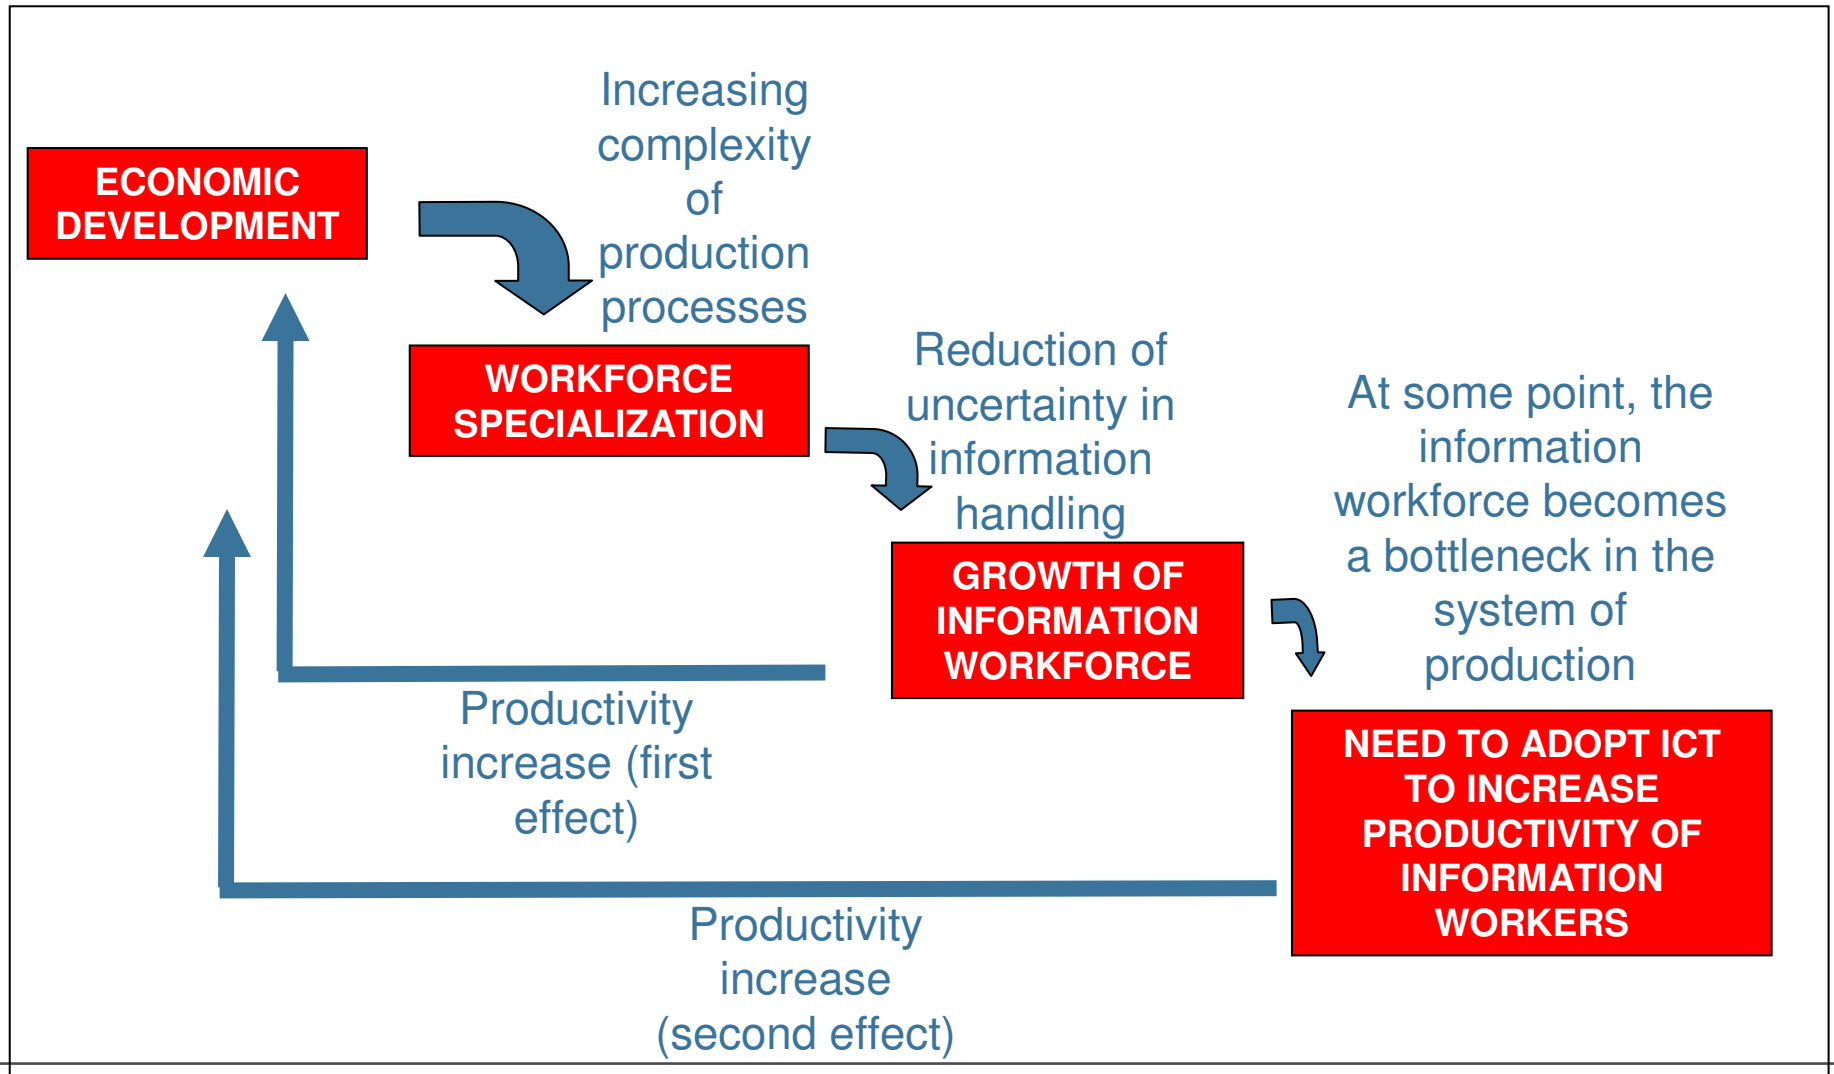 ECONOMIC
DEVELOPMENT
Increasing
complexity
of
production
processes
WORKFORCE
SPECIALIZATION
Reduction of
uncertainty in
information
handling
GROWTH OF
INFORMATION
WORKFORCE
At some point, the
information
workforce becomes
a bottleneck in the
system of
production
NEED TO ADOPT ICT
TO INCREASE
PRODUCTIVITY OF
INFORMATION
WORKERS
Productivity
increase (first
effect)
Productivity
increase
(second effect)